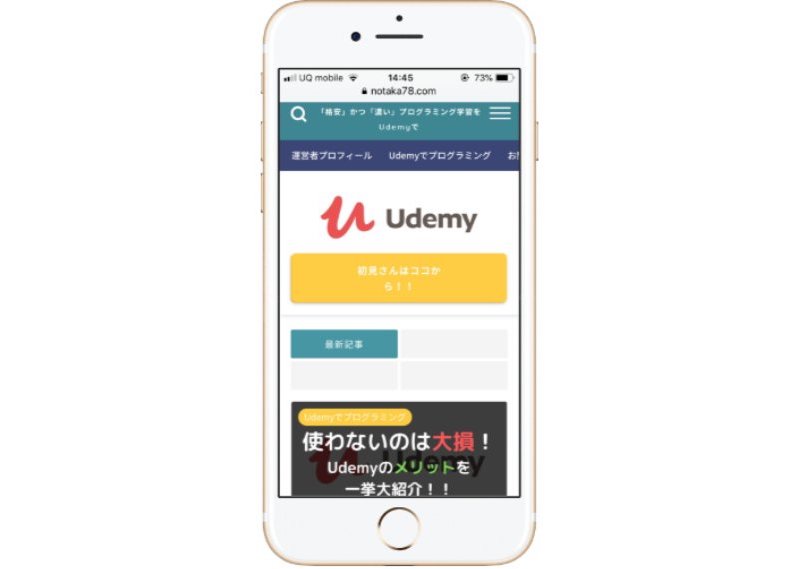 UQ mobile 14:45 73%
notaka78.com
「格安」かつ「濃い」プログラミング学習を
Udemyで
運営者プロフィール Udemyでプログラミング
Udemy
初見さんはココか
ら！！
最新記事
Udemyでプログラミング
使わないのは大損！
Udemyのメリットを
一挙大紹介！！